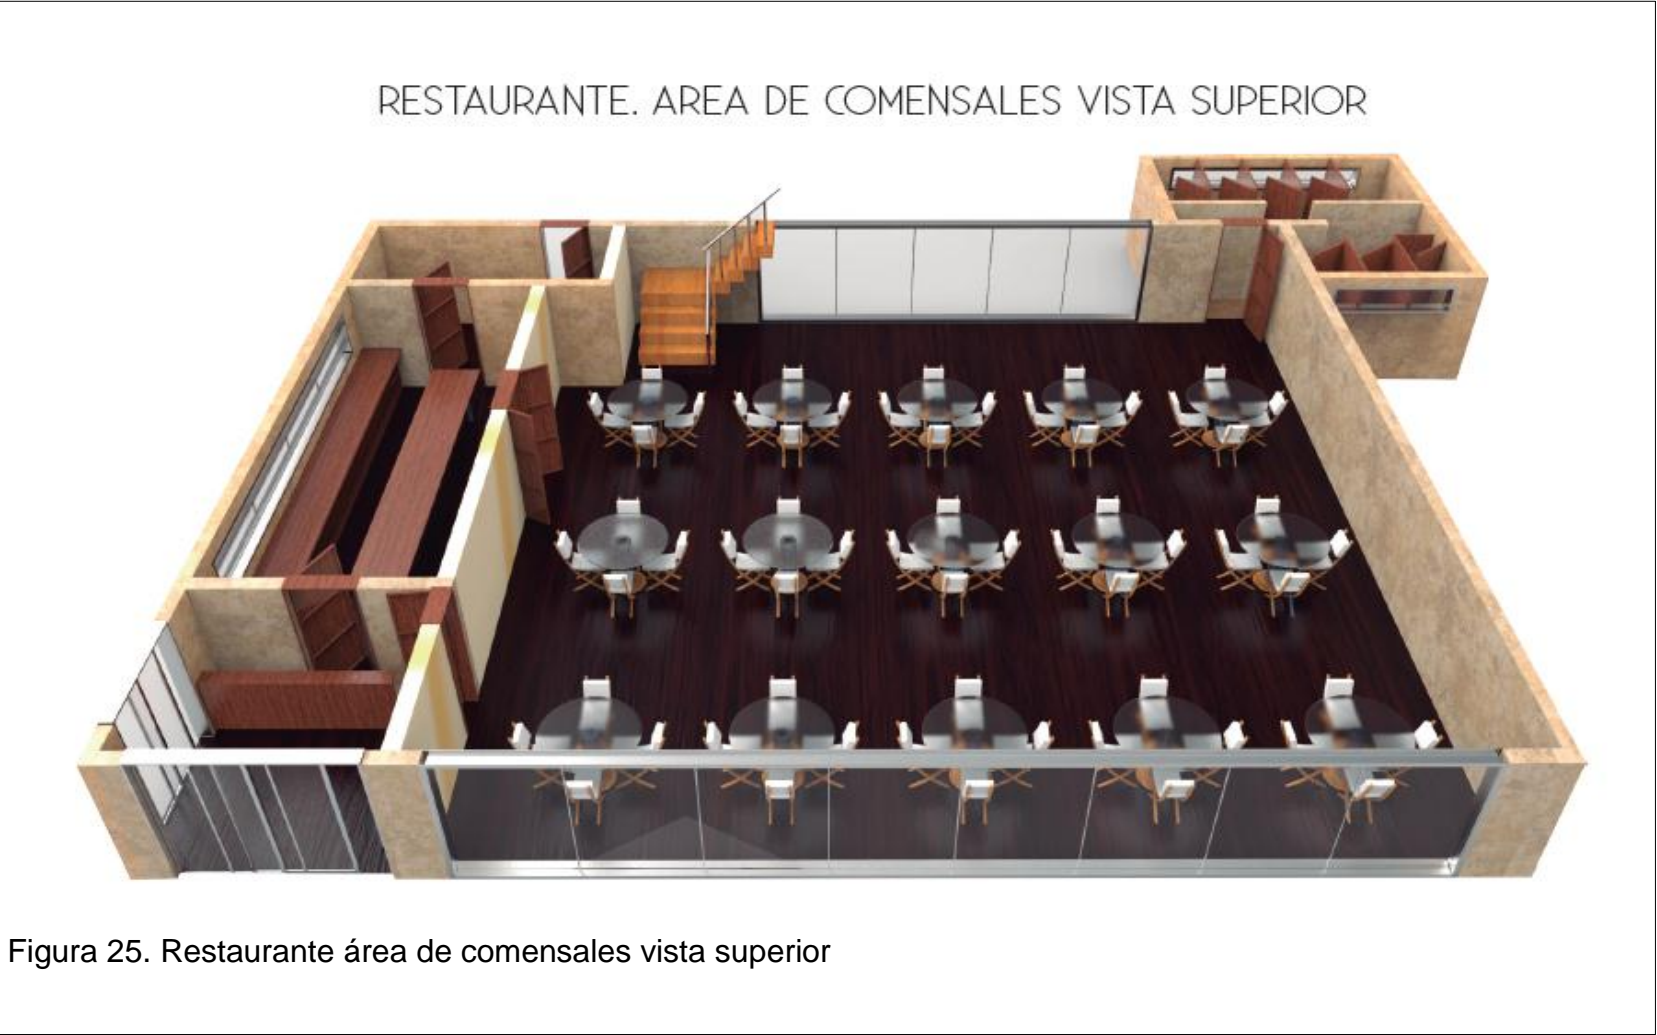 RESTAURANTE. AREA DE COMENSALES VISTA SUPERIOR
Figura 25. Restaurante área de comensales vista superior